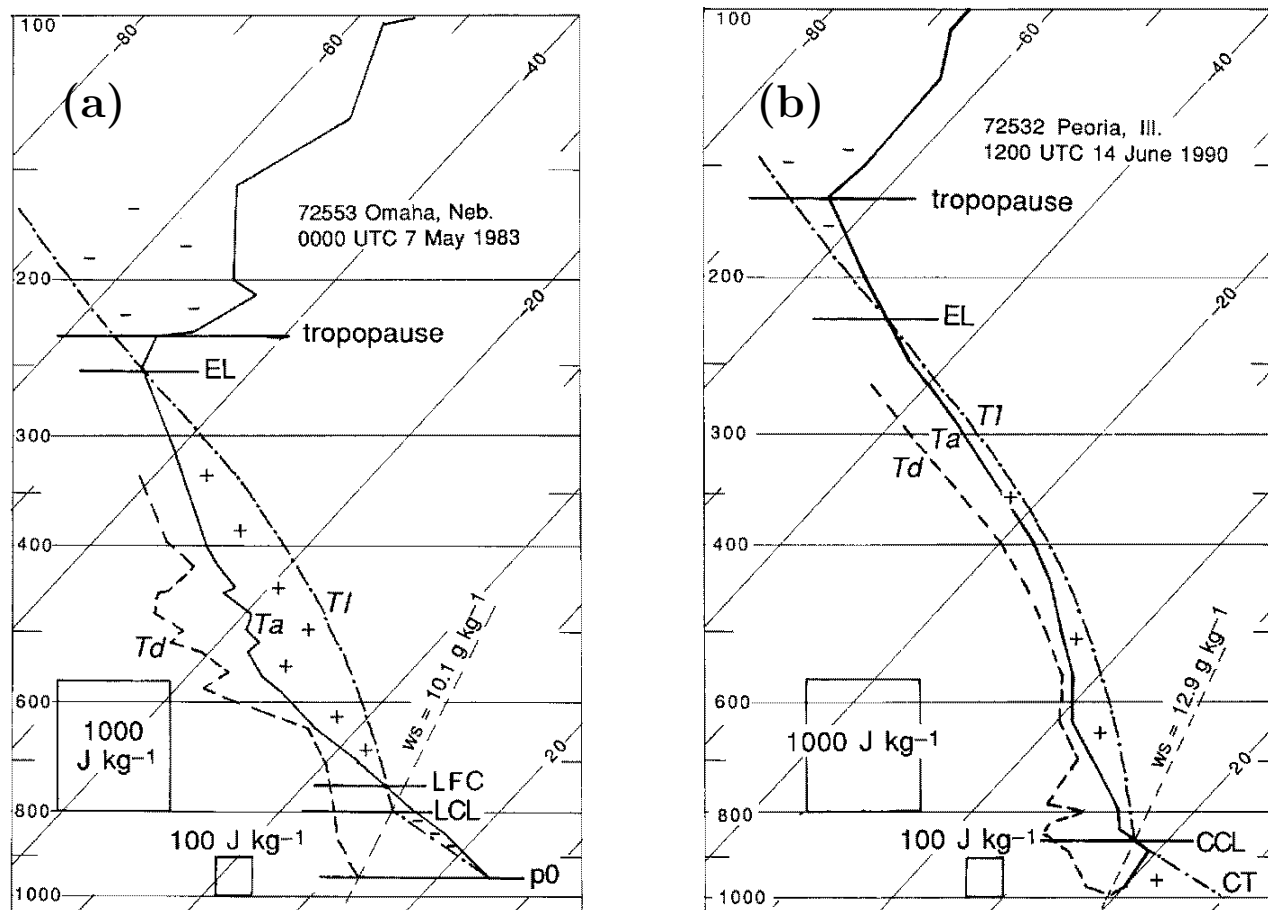 (a)
100
-80
-60
-40
72553 Omaha, Neb.
0000 UTC 7 May 1983
200
-20
tropopause
EL
300
400
Tl
Ta
Td
ws = 10.1 g kg⁻¹
600
1000
J kg⁻¹
20
LFC
LCL
800
100 J kg⁻¹
p0
1000
(b)
100
-80
-60
-40
72532 Peoria, Ill.
1200 UTC 14 June 1990
tropopause
200
-20
EL
Tl
300
Ta
Td
400
ws = 12.9 g kg⁻¹
600
1000 J kg⁻¹
20
800
100 J kg⁻¹
CCL
CT
1000